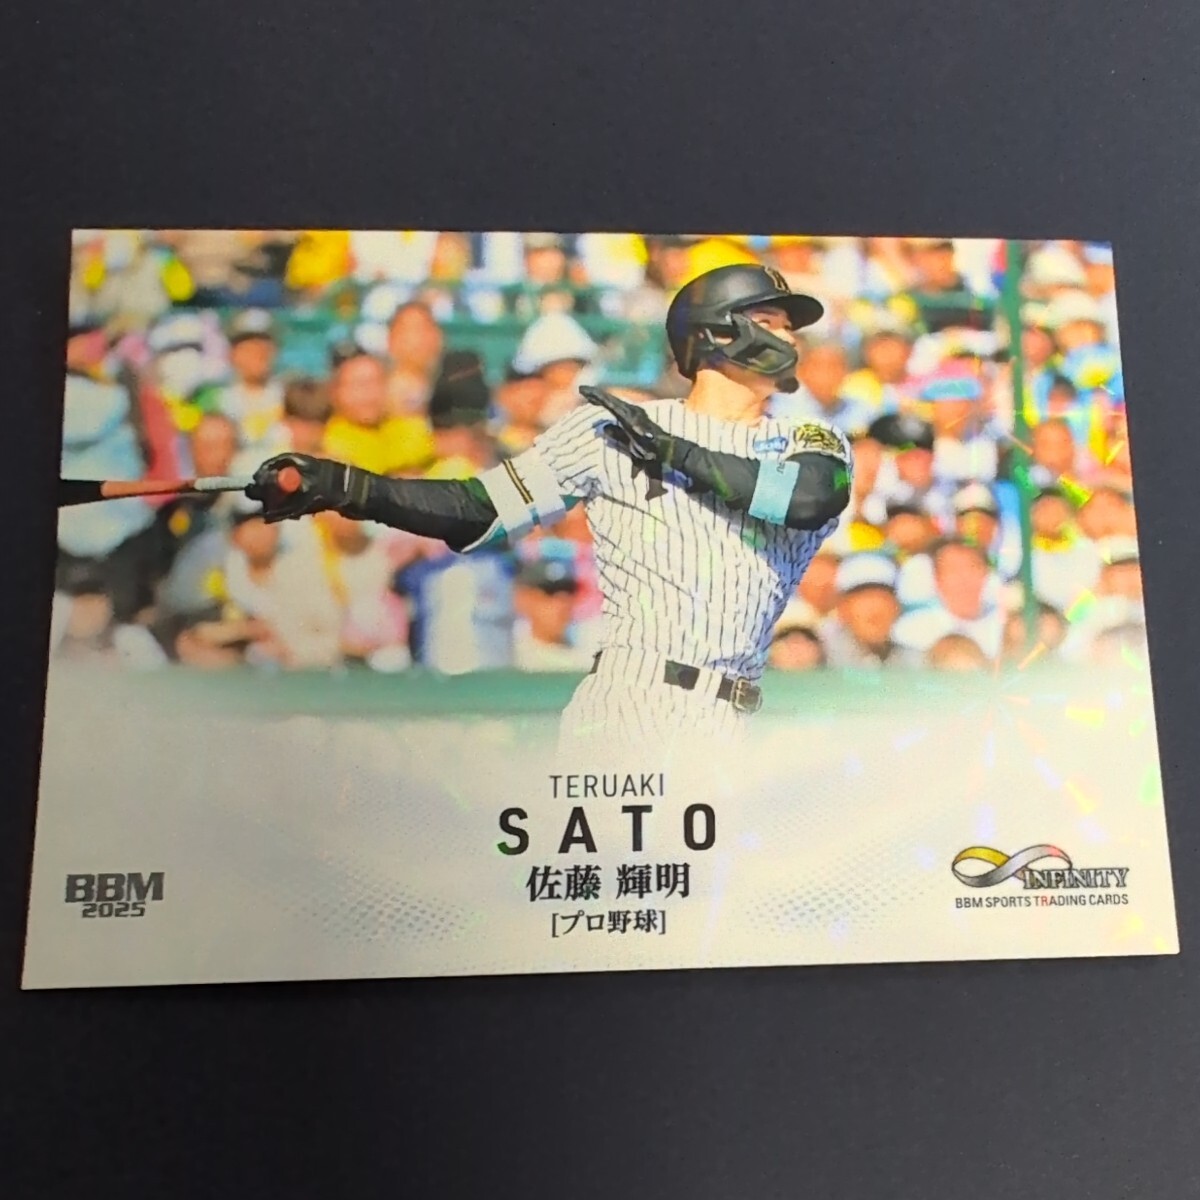 TERUAKI
SATO
佐藤 輝明
[プロ野球]
BBM
2025
INFINITY
BBM SPORTS TRADING CARDS